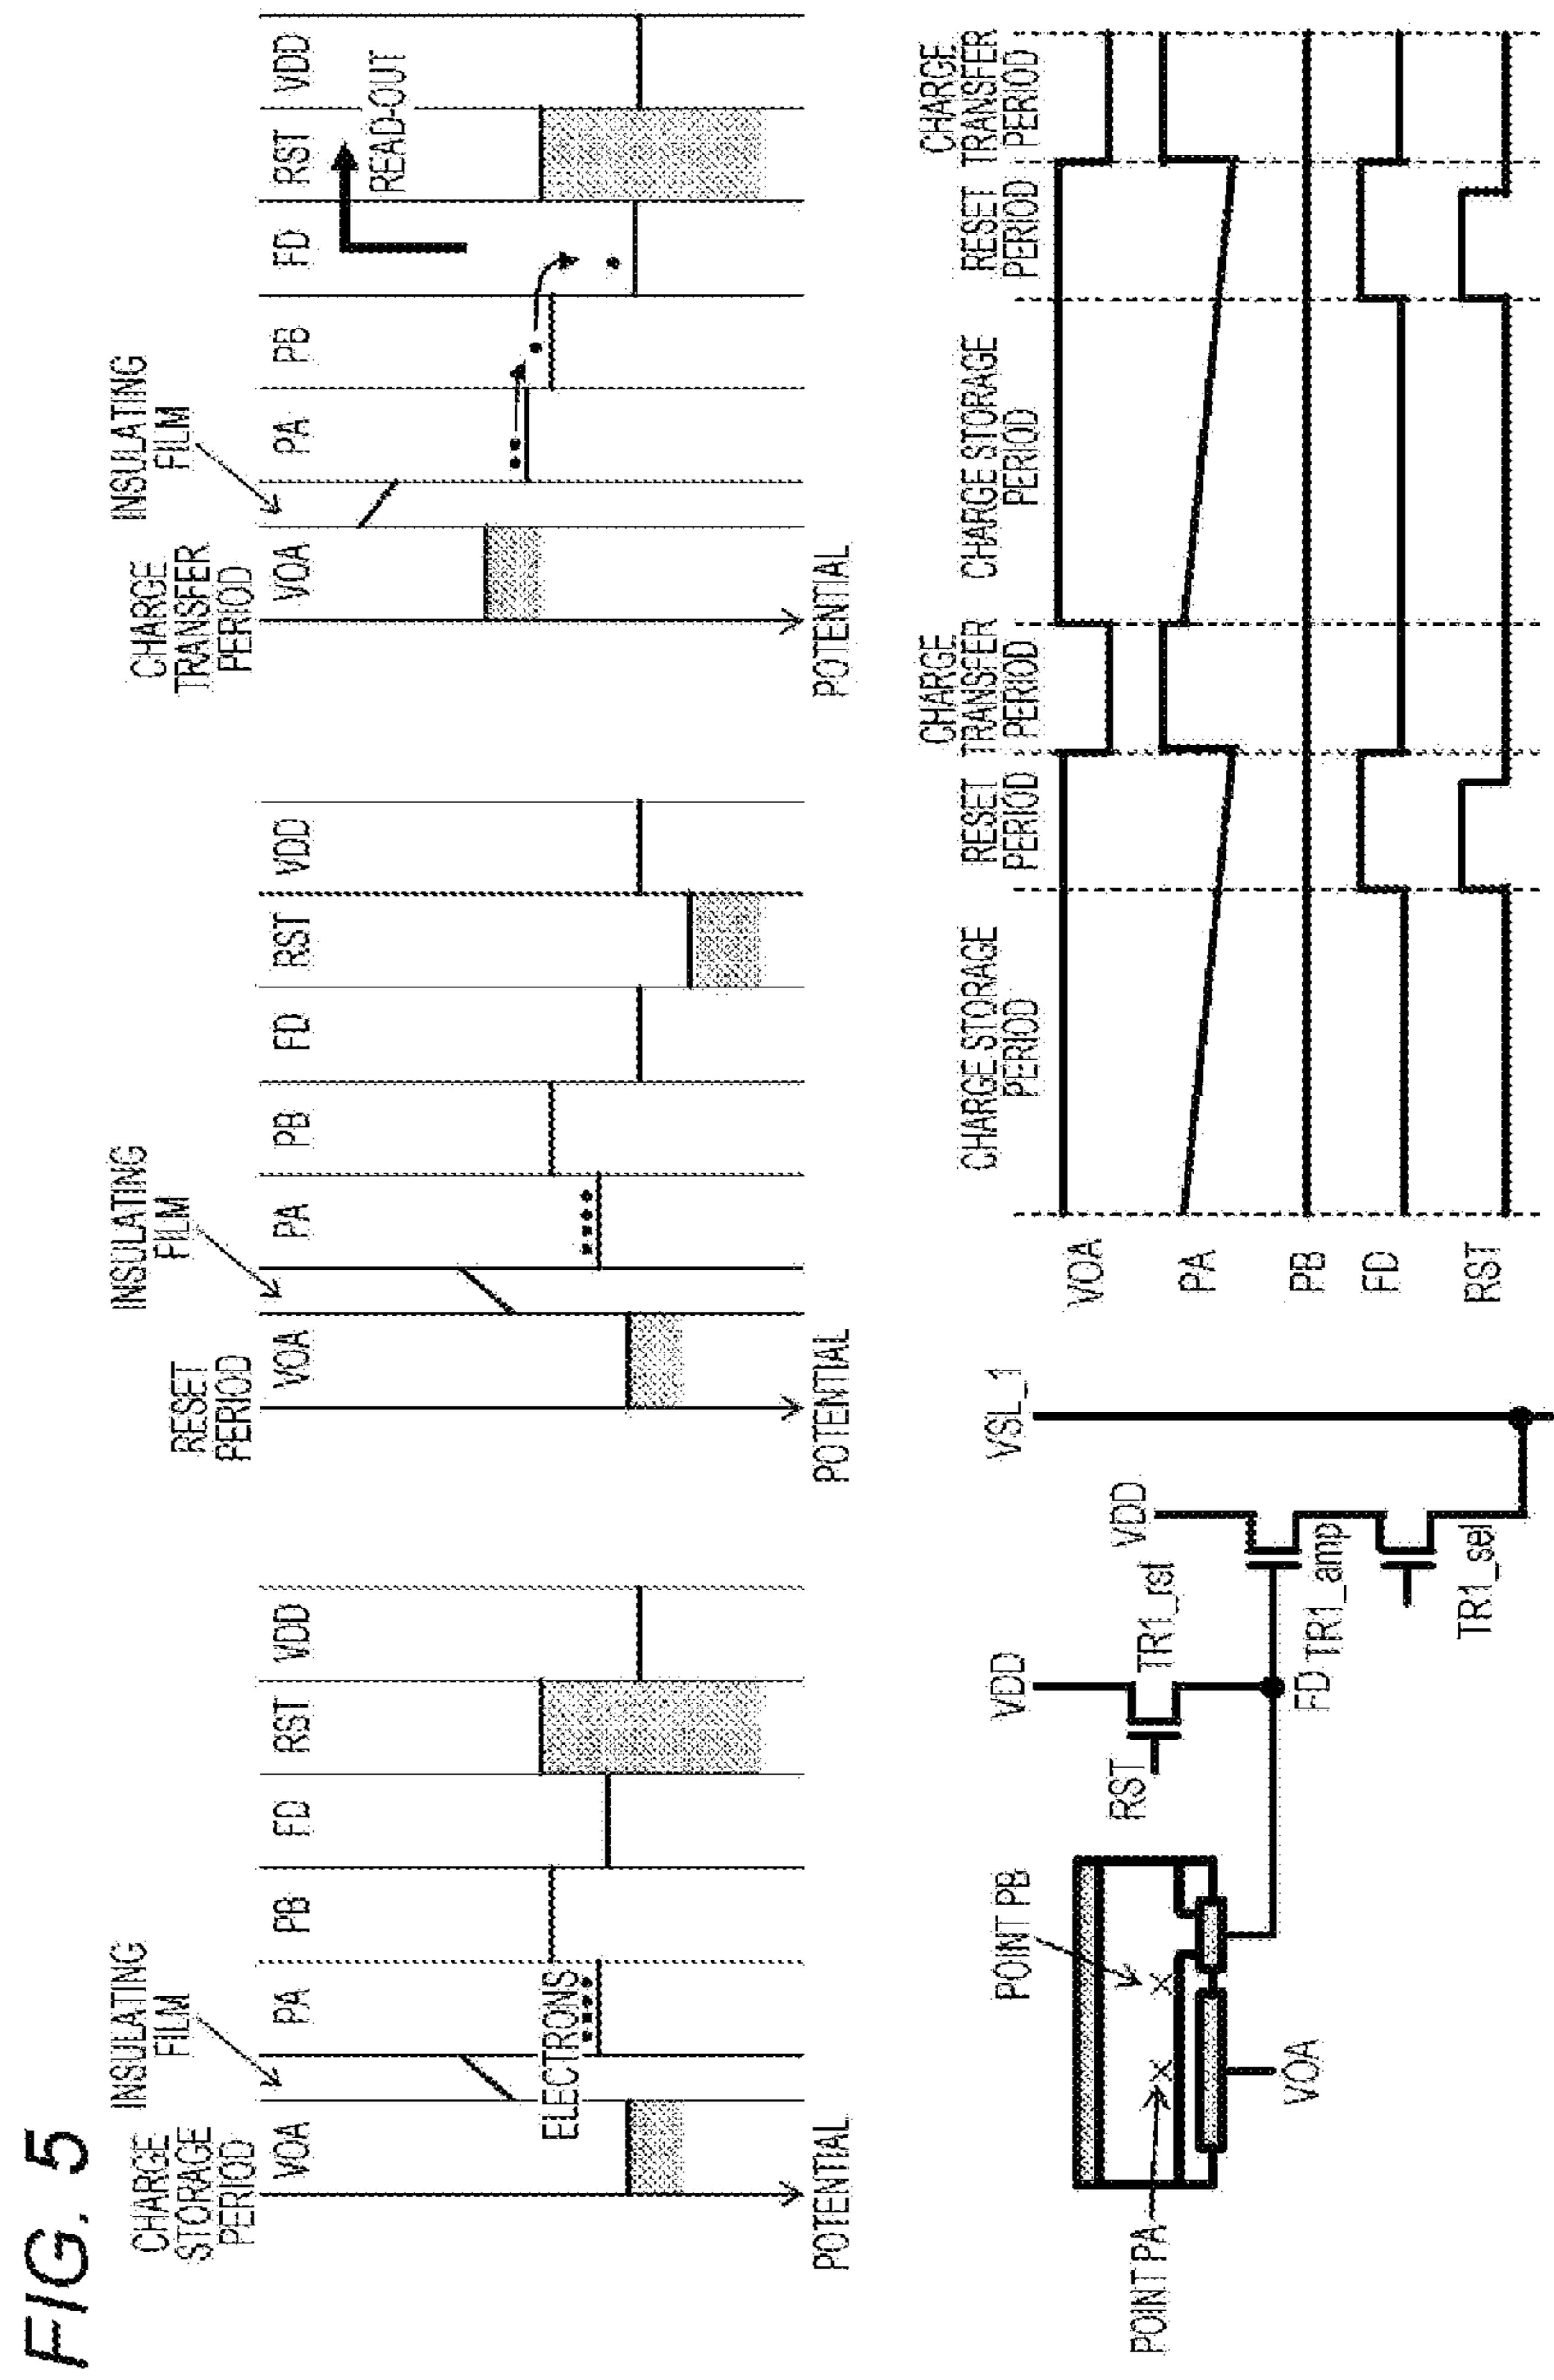 FIG. 5
CHARGE
STORAGE
PERIOD
INSULATING
FILM
VOA
PA
PB
FD
RST
VDD
ELECTRONS
POTENTIAL
RESET
PERIOD
INSULATING
FILM
VOA
PA
PB
FD
RST
VDD
POTENTIAL
CHARGE
TRANSFER
PERIOD
INSULATING
FILM
VOA
PA
PB
FD
RST
VDD
READ-OUT
POTENTIAL
POINT PA
POINT PB
VOA
RST
VDD
TR1_rst
FD
VDD
TR1_amp
TR1_sel
VSL_1
CHARGE STORAGE
PERIOD
RESET
PERIOD
CHARGE
TRANSFER
PERIOD
CHARGE STORAGE
PERIOD
RESET
PERIOD
CHARGE
TRANSFER
PERIOD
VOA
PA
PB
FD
RST